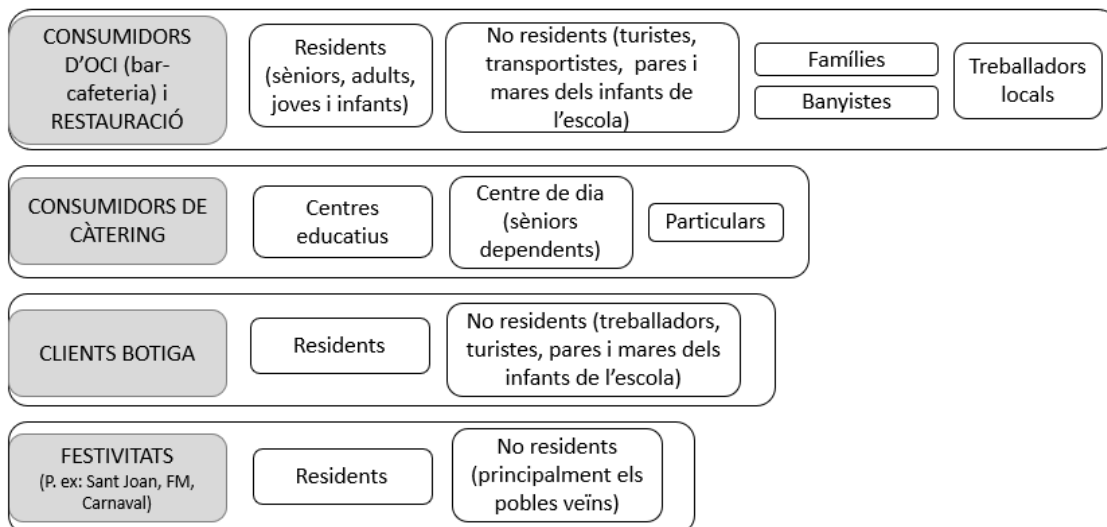 CONSUMIDORS
D’OCI (bar-
cafeteria) i
RESTAURACIÓ
Residents
(sèniors, adults,
joves i infants)
No residents (turistes,
transportistes, pares i
mares dels infants de
l’escola)
Famílies
Banyistes
Treballadors
locals
CONSUMIDORS DE
CÀTERING
Centres
educatius
Centre de dia
(sèniors
dependents)
Particulars
CLIENTS BOTIGA
Residents
No residents (treballadors,
turistes, pares i mares dels
infants de l’escola)
FESTIVITATS
(P. ex: Sant Joan, FM,
Carnaval)
Residents
No residents
(principalment els
pobles veïns)